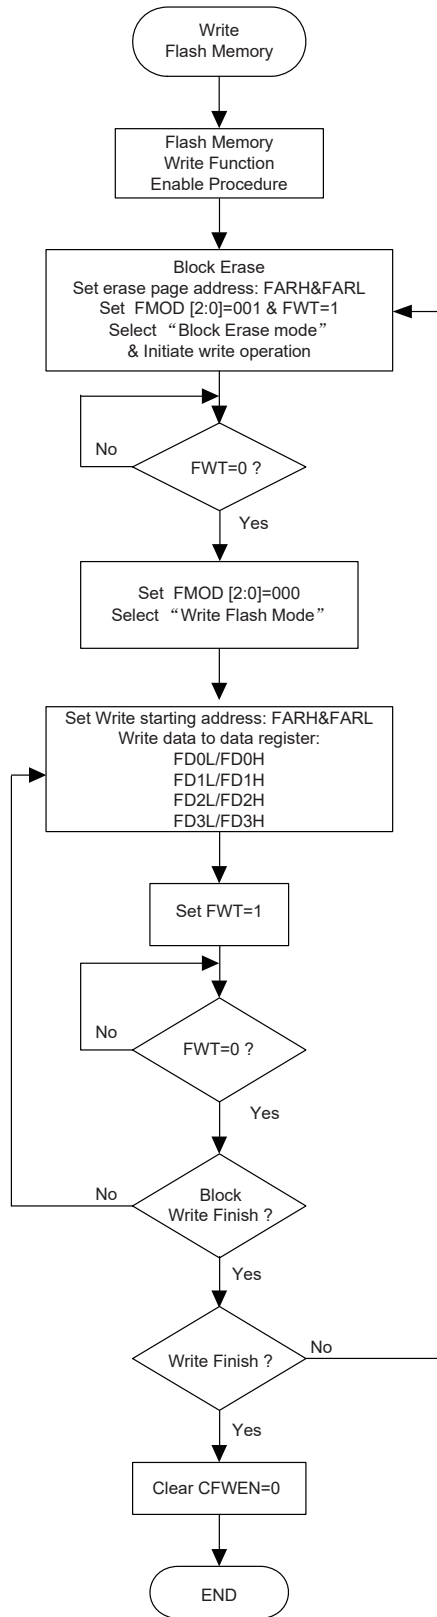 Write
Flash Memory
Flash Memory
Write Function
Enable Procedure
Block Erase
Set erase page address: FARH&FARL
Set FMOD [2:0]=001 & FWT=1
Select “Block Erase mode”
& Initiate write operation
No
FWT=0 ?
Yes
Set FMOD [2:0]=000
Select “Write Flash Mode”
Set Write starting address: FARH&FARL
Write data to data register:
FD0L/FD0H
FD1L/FD1H
FD2L/FD2H
FD3L/FD3H
Set FWT=1
No
FWT=0 ?
Yes
No
Block
Write Finish ?
Yes
No
Write Finish ?
Yes
Clear CFWEN=0
END